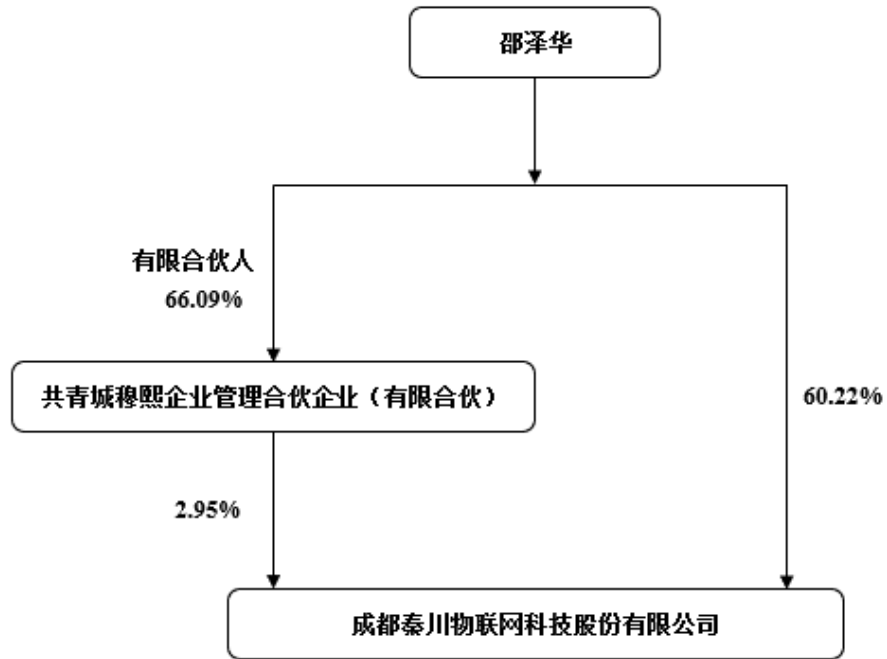 邵泽华
有限合伙人
66.09%
共青城穆熙企业管理合伙企业（有限合伙）
60.22%
2.95%
成都秦川物联网科技股份有限公司